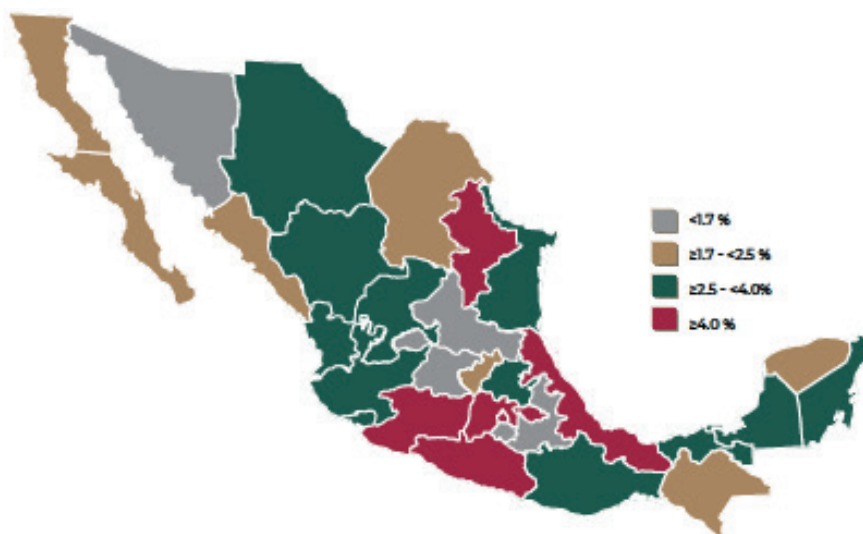 <1.7 %
≥1.7 - <2.5 %
≥2.5 - <4.0%
≥4.0 %